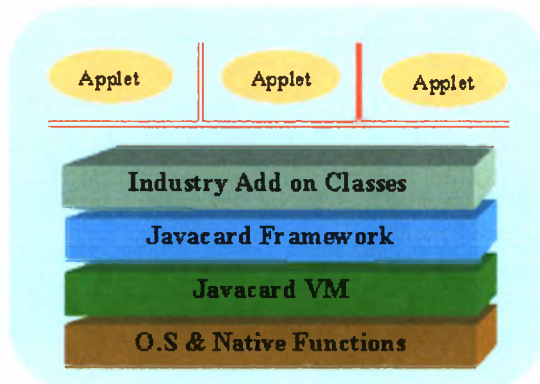 Applet Applet Applet
Industry Add on Classes
Javacard Framework
Javacard VM
O.S & Native Functions